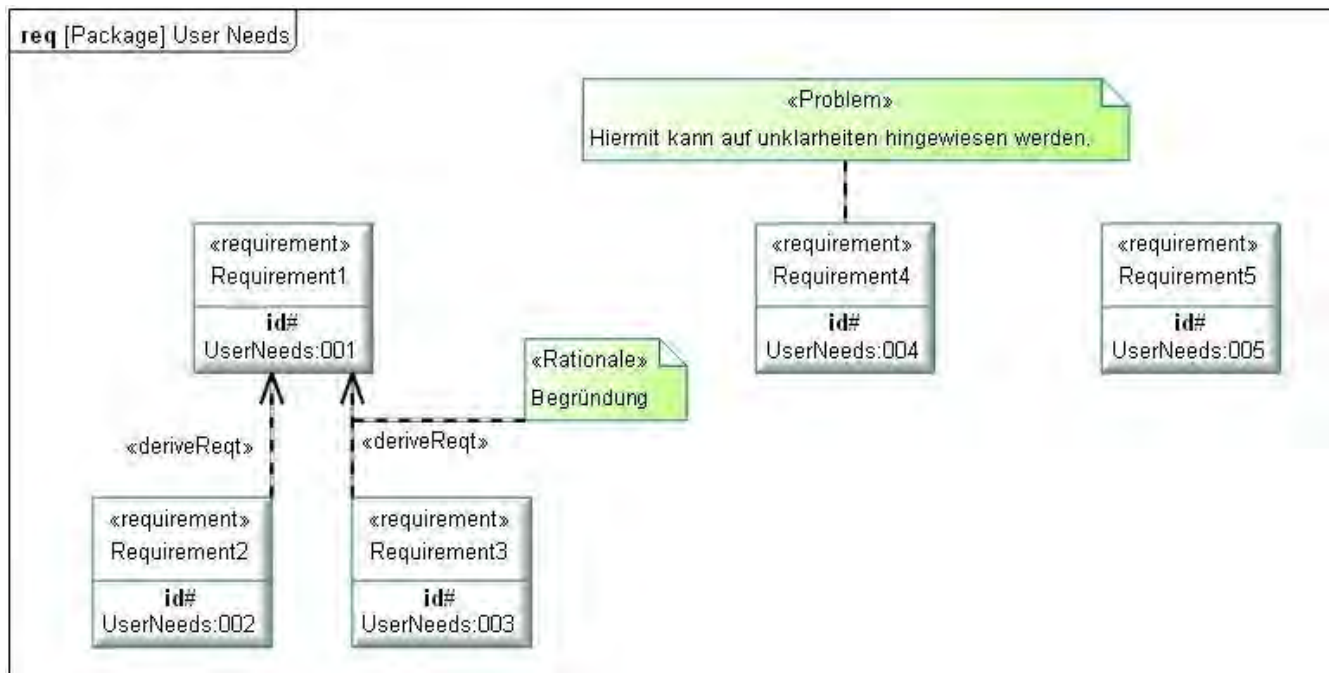 req [Package] User Needs
«Problem»
Hiermit kann auf unklarheiten hingewiesen werden.
«requirement»
Requirement1
id#
UserNeeds:001
«requirement»
Requirement4
id#
UserNeeds:004
«requirement»
Requirement5
id#
UserNeeds:005
«Rationale»
Begründung
«deriveReqt»
«deriveReqt»
«requirement»
Requirement2
id#
UserNeeds:002
«requirement»
Requirement3
id#
UserNeeds:003